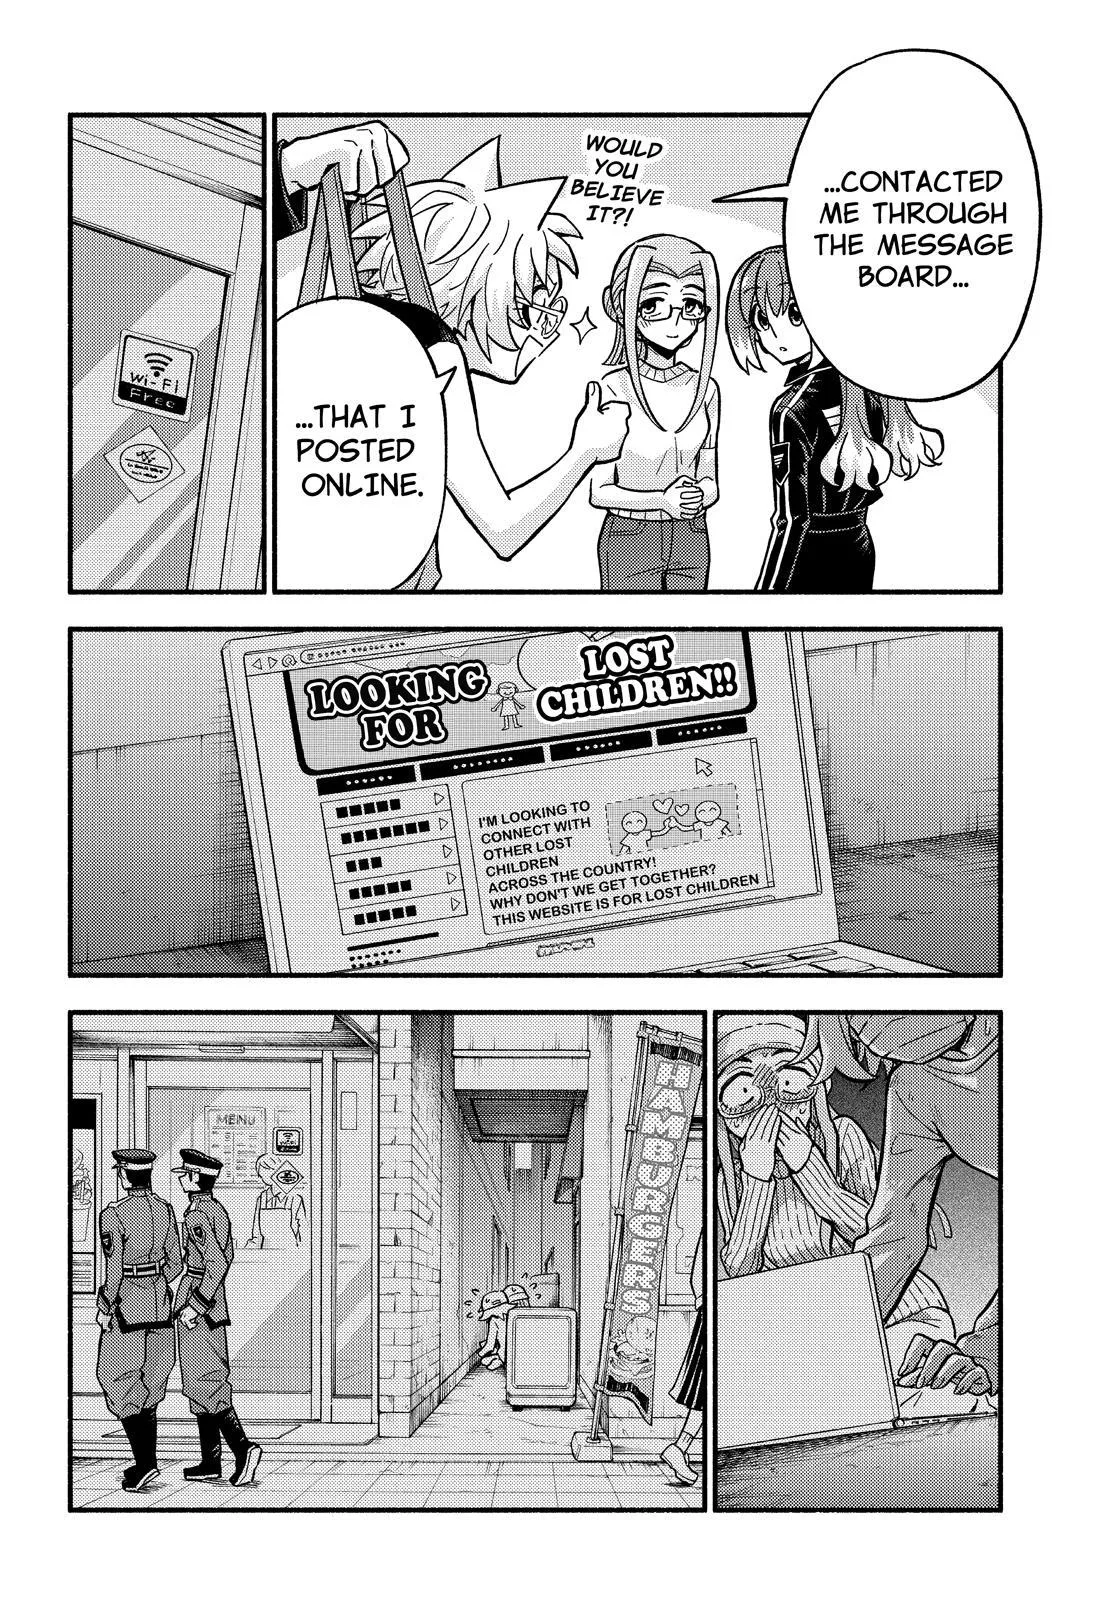 ...CONTACTED
ME THROUGH
THE MESSAGE
BOARD...
WOULD
YOU
BELIEVE
IT?!
...THAT I
POSTED
ONLINE.
Wi-Fi
Free
LOOKING
FOR
LOST
CHILDREN!!
I'M LOOKING TO
CONNECT WITH
OTHER LOST
CHILDREN
ACROSS THE COUNTRY!
WHY DON'T WE GET TOGETHER?
THIS WEBSITE IS FOR LOST CHILDREN
HAMBURGERS
MENU